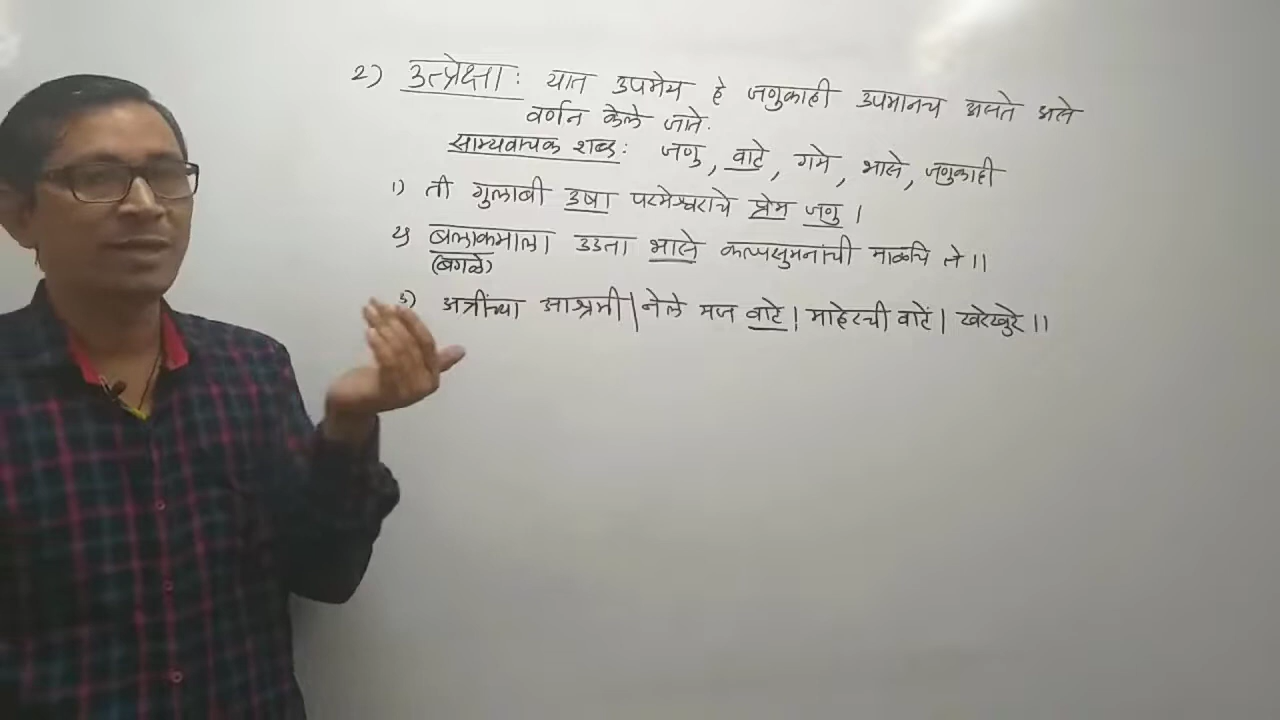 2) उत्प्रेक्षा : यात उपमेय हे जणुकाही उपमानच असते असे
वर्णन केले जाते.
साम्यवाचक शब्द : जणु, वाटे, गमे, भासे, जणुकाही
1) ती गुलाबी उषा परमेश्वराचे प्रेम जणु ।
2) बलाकमाला उडता भासे कल्पसुमनांची माळचि ते ॥
(बगळे)
3) अत्रींच्या आश्रमी | नेले मज वाटे | माहेरची वाटें | खरेखुरे ॥